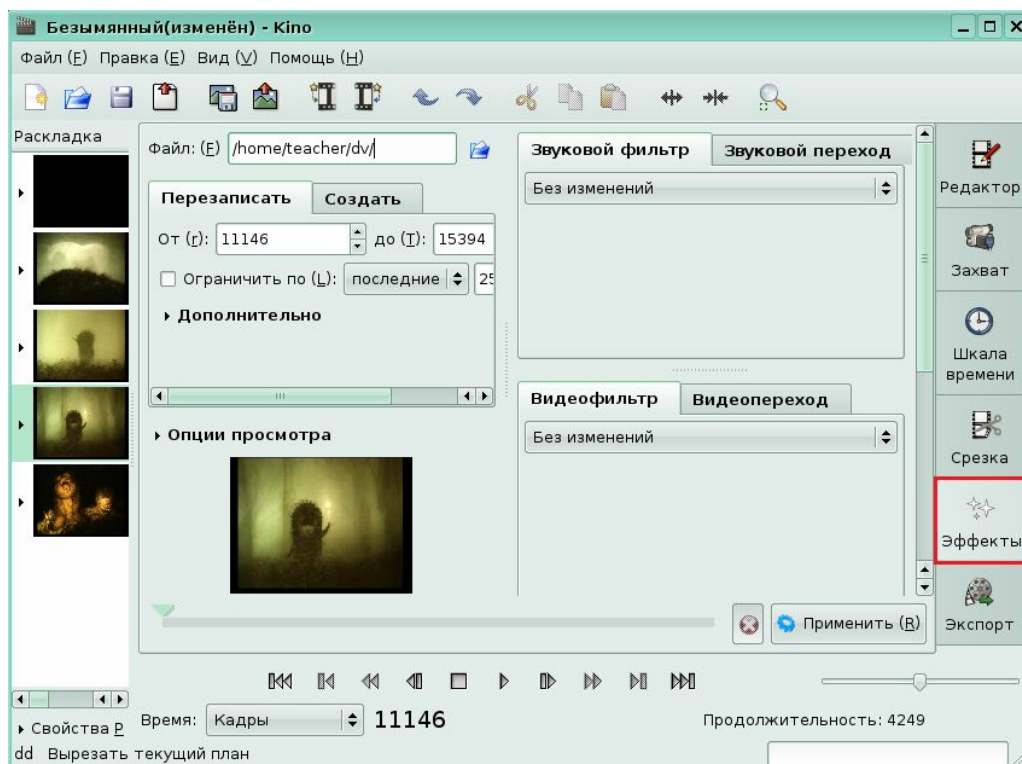 Безымянный(изменён) - Kino
Файл (F) Правка (E) Вид (V) Помощь (H)
Раскладка
Файл: (F) /home/teacher/dv/
Перезаписать Создать
От (r): 11146 до (T): 15394
Ограничить по (L): последние 25
Дополнительно
Опции просмотра
Звуковой фильтр Звуковой переход
Без изменений
Видеофильтр Видеопереход
Без изменений
Применить (R)
Редактор
Захват
Шкала
времени
Срезка
Эффекты
Экспорт
Свойства P
Время: Кадры 11146 Продолжительность: 4249
dd Вырезать текущий план